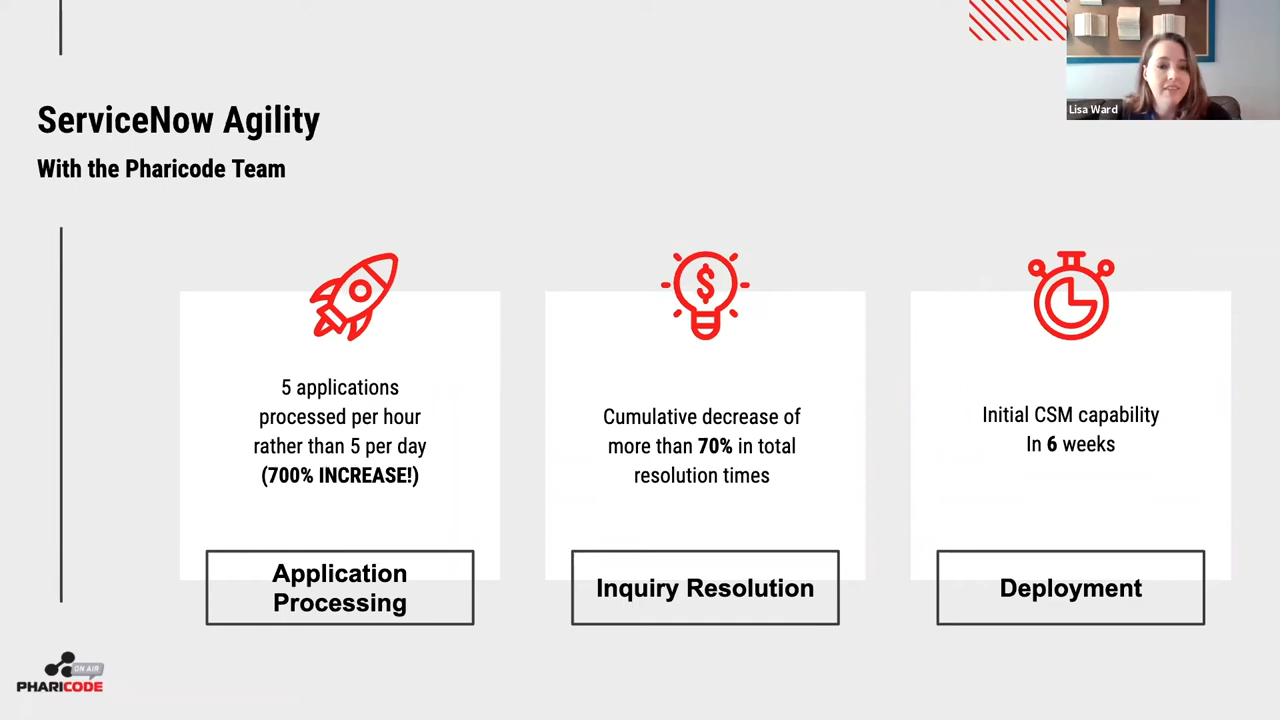 Lisa Ward
ServiceNow Agility
With the Pharicode Team
5 applications
processed per hour
rather than 5 per day
(700% INCREASE!)
Application
Processing
$
Cumulative decrease of
more than 70% in total
resolution times
Inquiry Resolution
Initial CSM capability
In 6 weeks
Deployment
ON AIR
PHARICODE